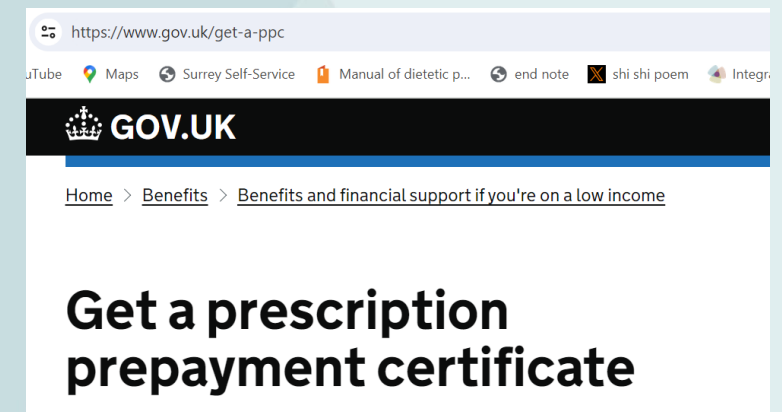 https://www.gov.uk/get-a-ppc
uTube Maps Surrey Self-Service Manual of dietetic p... end note shi shi poem Integra
GOV.UK
Home > Benefits > Benefits and financial support if you're on a low income
Get a prescription
prepayment certificate